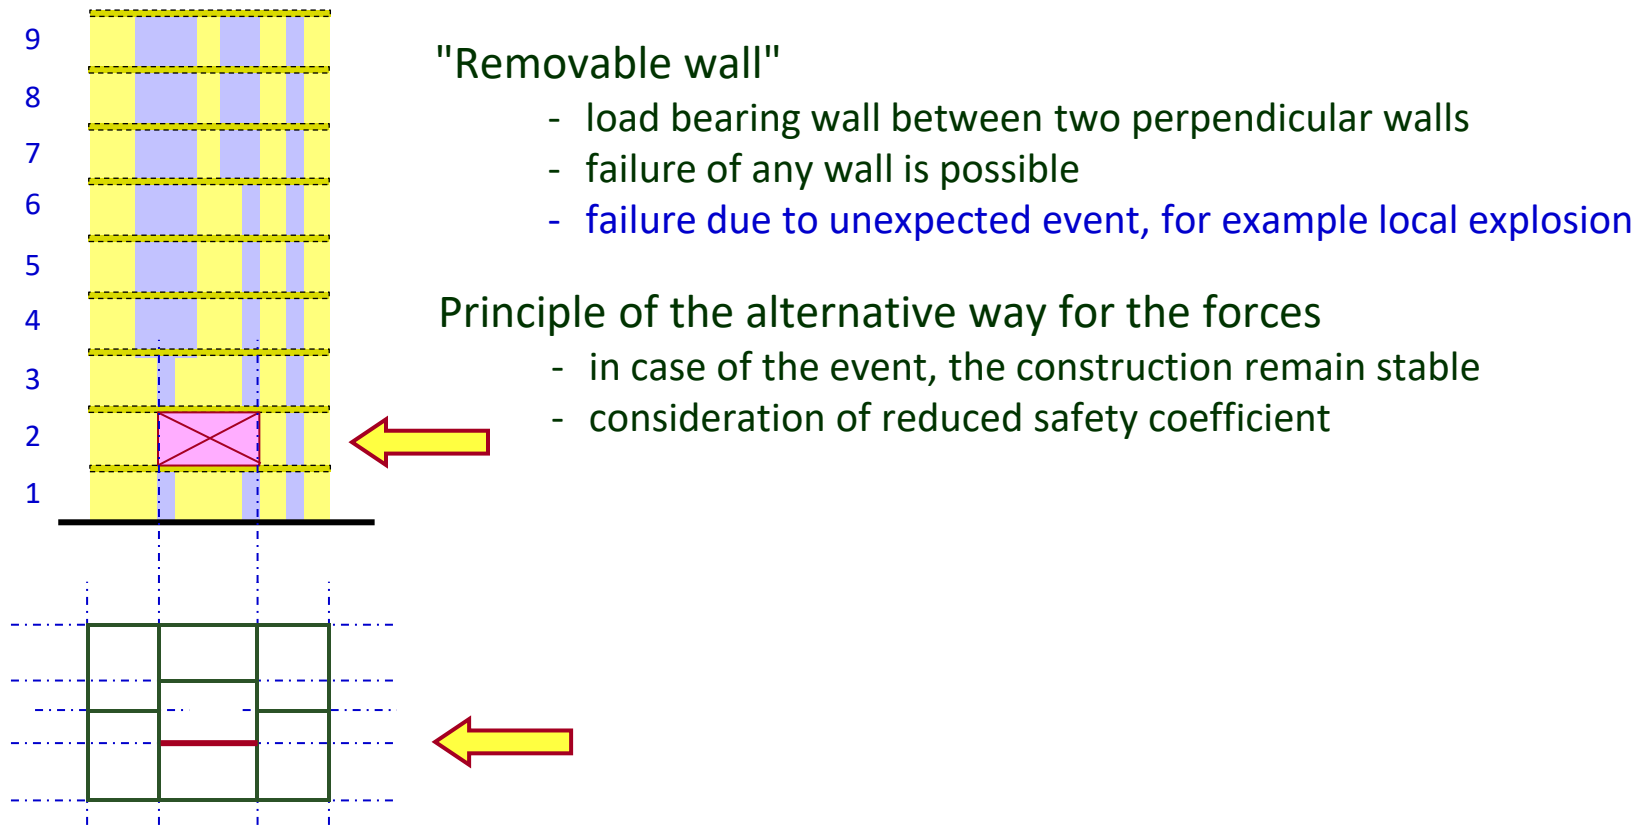 9
8
7
6
5
4
3
2
1
"Removable wall"
- load bearing wall between two perpendicular walls
- failure of any wall is possible
- failure due to unexpected event, for example local explosion
Principle of the alternative way for the forces
- in case of the event, the construction remain stable
- consideration of reduced safety coefficient